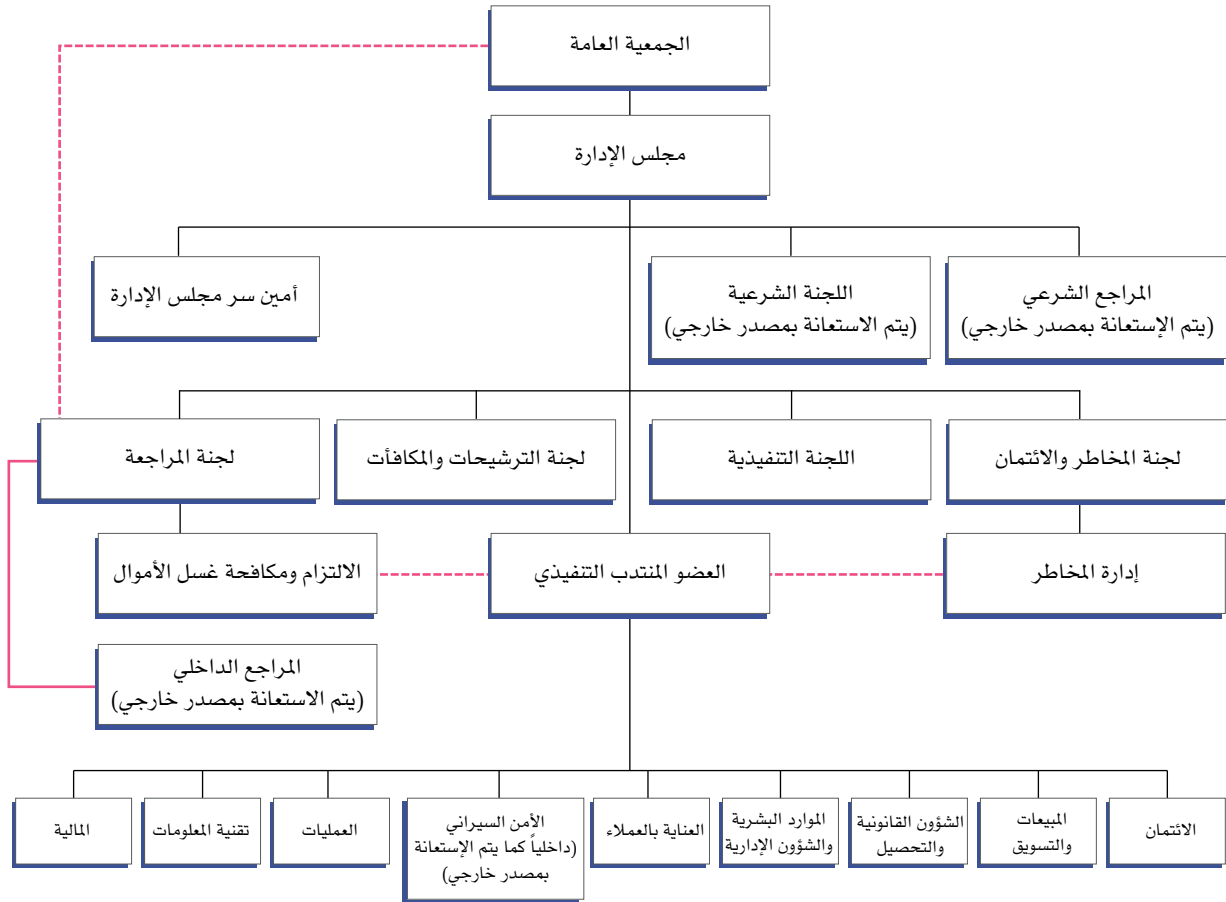 الجمعية العامة
مجلس الإدارة
المراجع الشرعي
(يتم الإستعانة بمصدر خارجي)
اللجنة الشرعية
(يتم الاستعانة بمصدر خارجي)
أمين سر مجلس الإدارة
لجنة المخاطر والائتمان
اللجنة التنفيذية
لجنة الترشيحات والمكافأت
لجنة المراجعة
إدارة المخاطر
العضو المنتدب التنفيذي
الالتزام ومكافحة غسل الأموال
المراجع الداخلي
(يتم الاستعانة بمصدر خارجي)
الائتمان
المبيعات
والتسويق
الشؤون القانونية
والتحصيل
الموارد البشرية
والشؤون الإدارية
العناية بالعملاء
الأمن السيراني
(داخلياً كما يتم الإستعانة
بمصدر خارجي)
العمليات
تقنية المعلومات
المالية